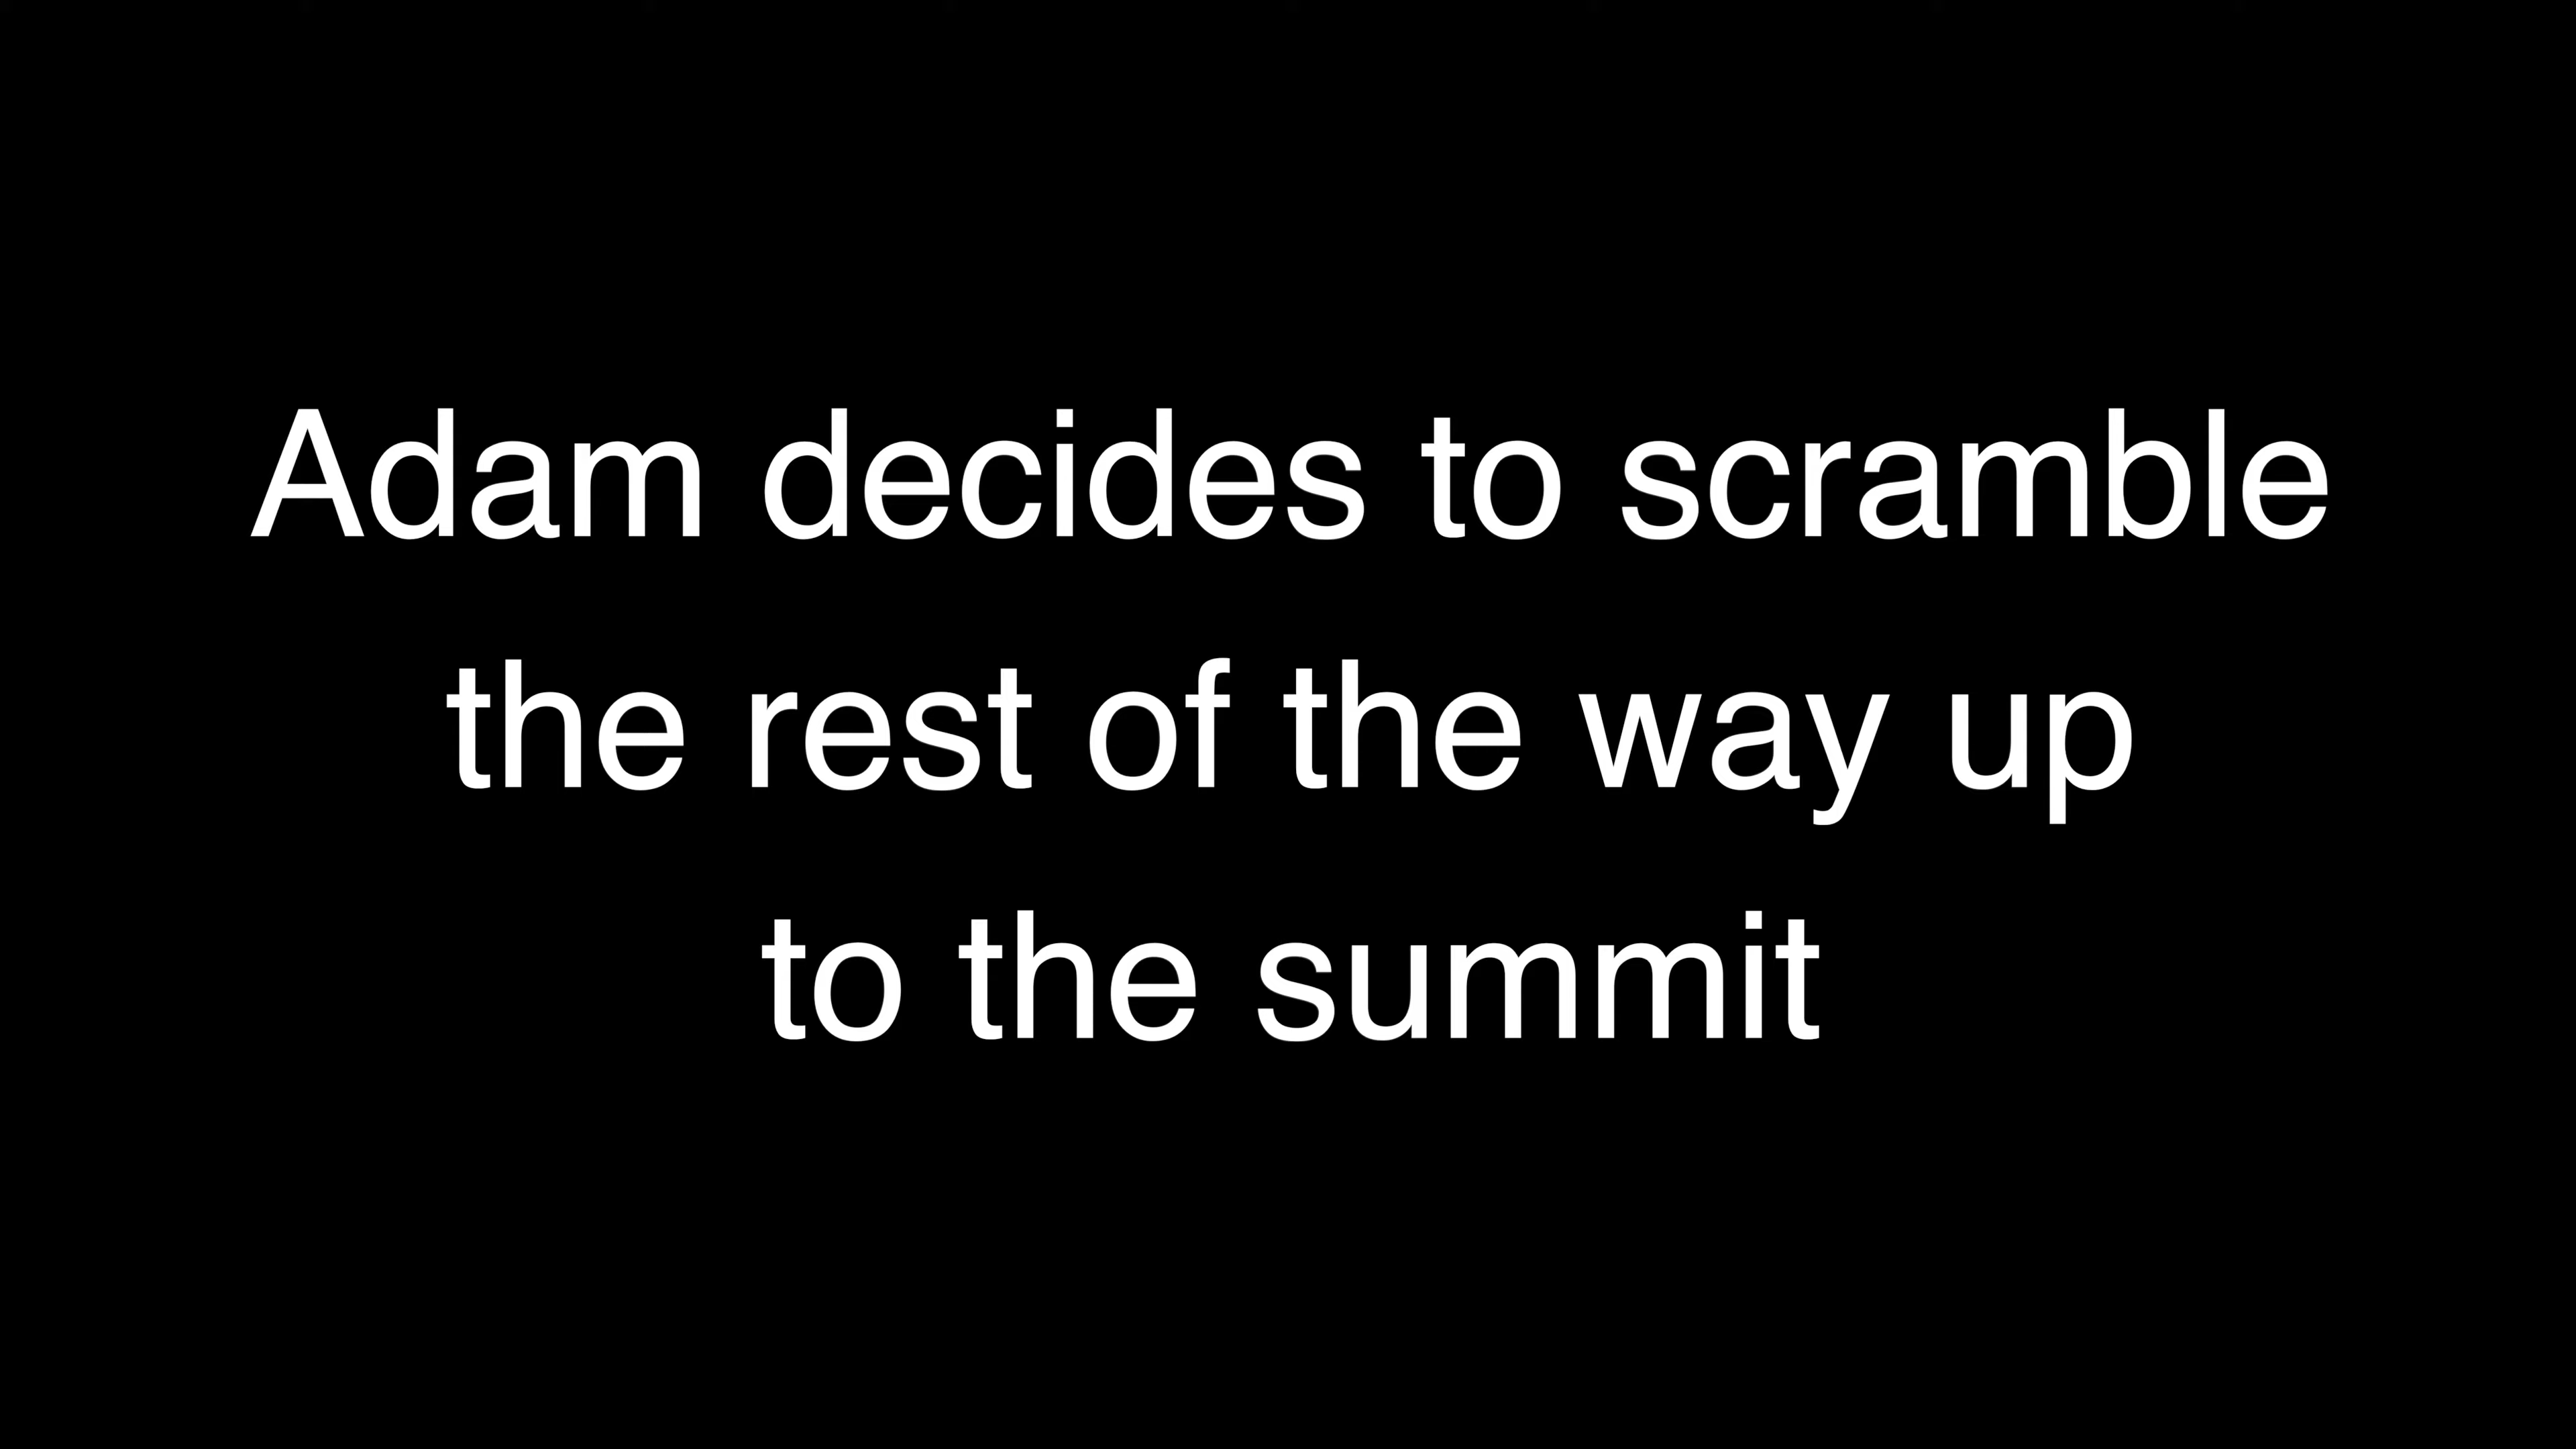 Adam decides to scramble
the rest of the way up
to the summit